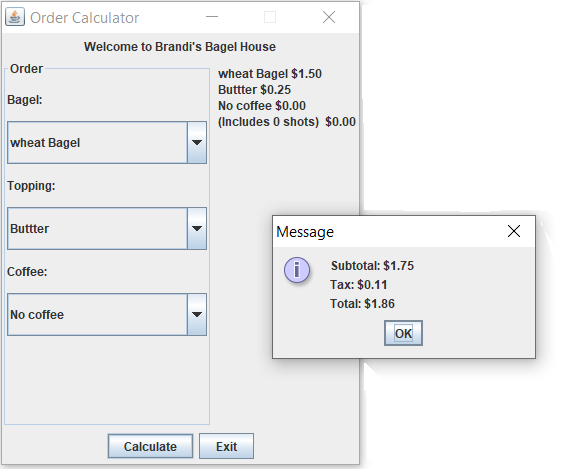 Order Calculator
Welcome to Brandi's Bagel House
Order
Bagel:
wheat Bagel
Topping:
Buttter
Coffee:
No coffee
wheat Bagel $1.50
Buttter $0.25
No coffee $0.00
(Includes 0 shots)  $0.00
Message
Subtotal: $1.75
Tax: $0.11
Total: $1.86
OK
Calculate
Exit